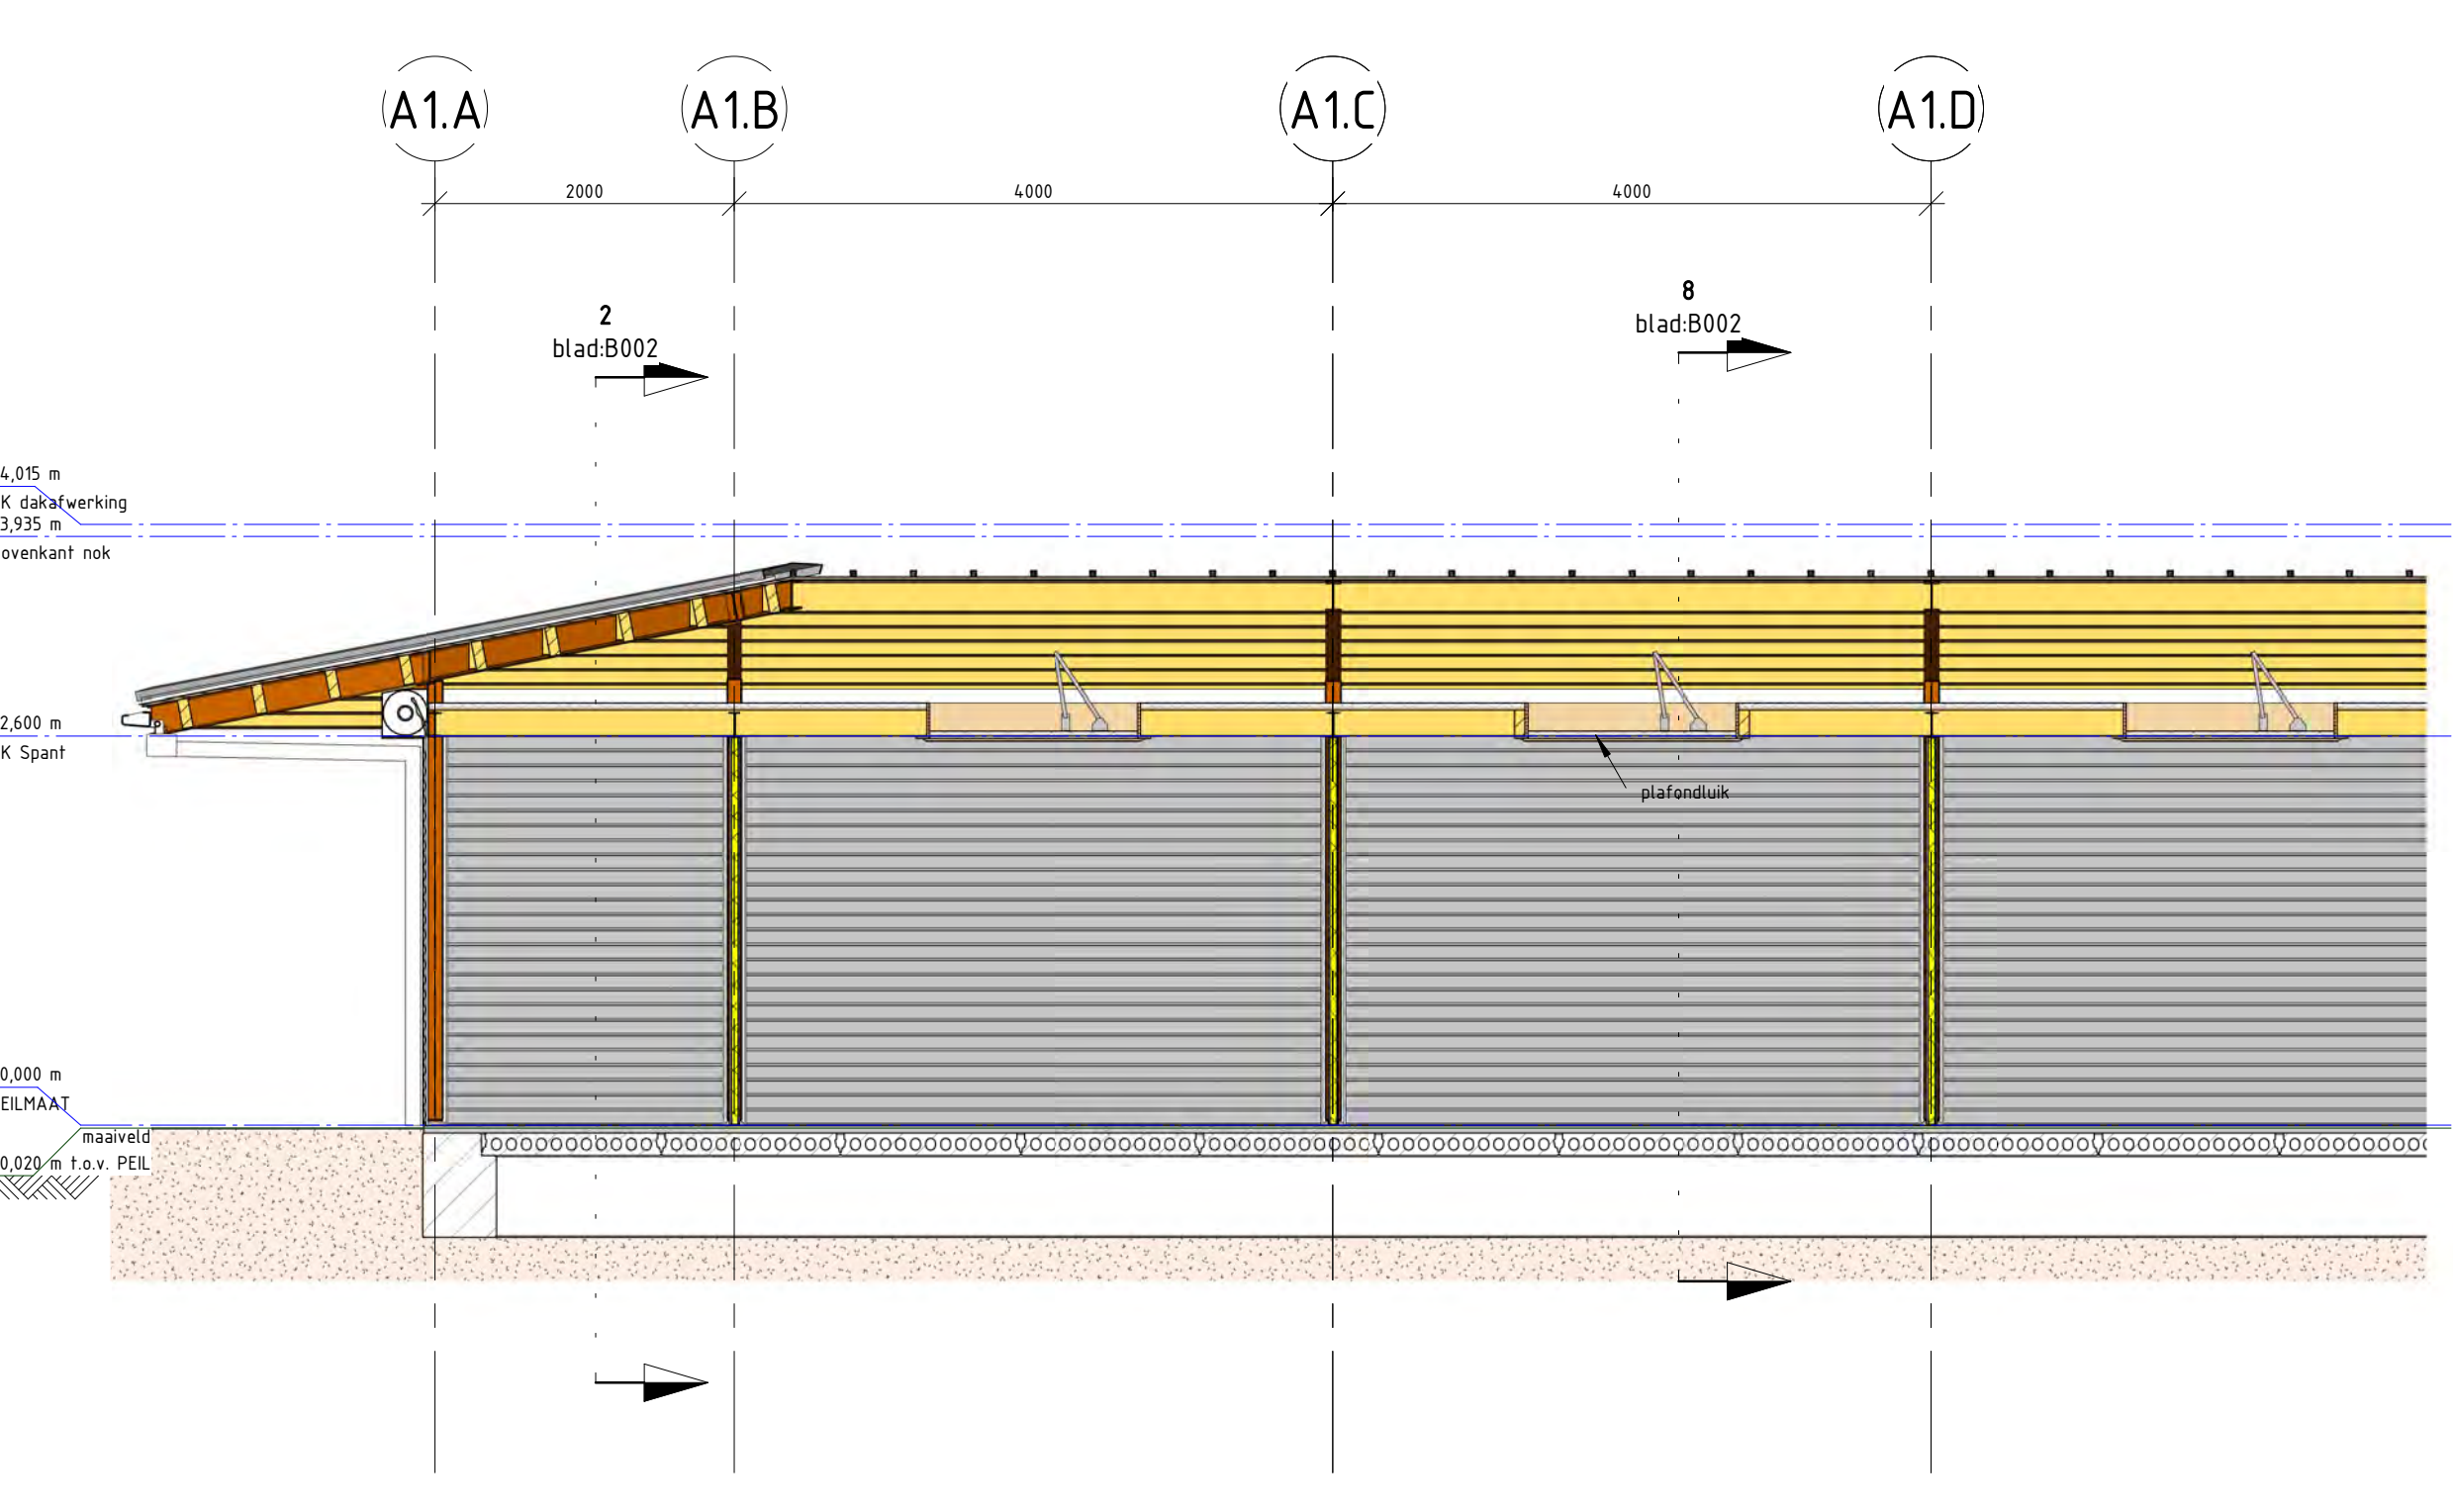 A1.A
A1.B
A1.C
A1.D
2000
4000
4000
2
blad:B002
8
blad:B002
4,015 m
K dakafwerking
3,935 m
ovenkant nok
2,600 m
K Spant
plafondluik
0,000 m
EILMAAT
maaiveld
0,020 m t.o.v. PEIL